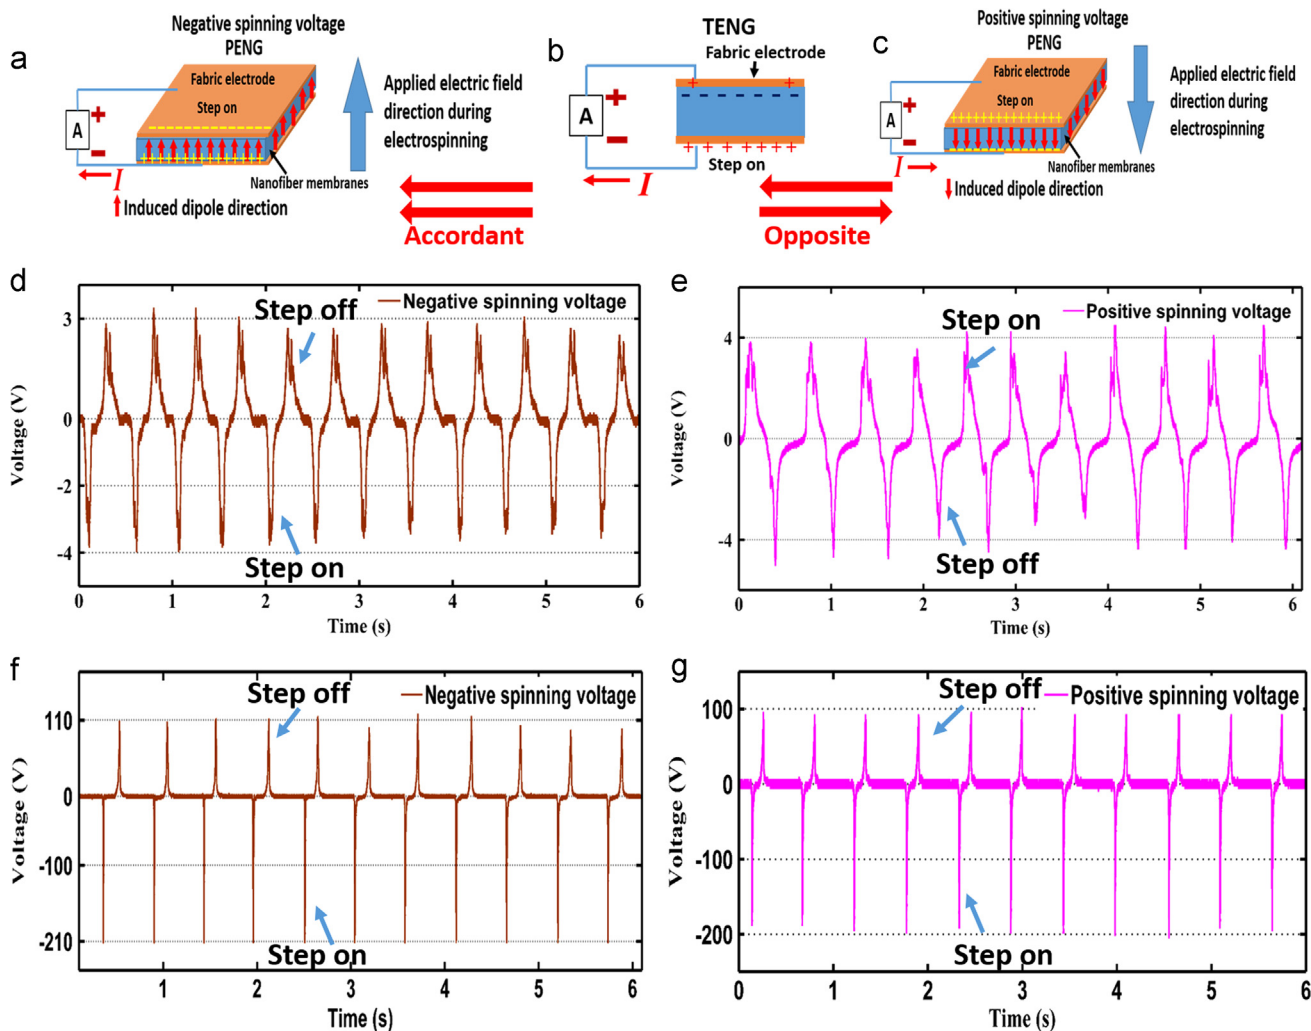 a
Negative spinning voltage
PENG
Fabric electrode
Step on
A
+
−
I
Nanofiber membranes
Induced dipole direction
Applied electric field
direction during
electrospinning
Accordant
b
TENG
Fabric electrode
A
+
−
Step on
I
Opposite
c
Positive spinning voltage
PENG
Fabric electrode
Step on
A
+
−
I
Nanofiber membranes
Induced dipole direction
Applied electric field
direction during
electrospinning
d
Negative spinning voltage
Step off
Step on
Voltage (V)
3
0
-2
-4
0 1 2 3 4 5 6
Time (s)
e
Positive spinning voltage
Step on
Step off
Voltage (V)
4
0
-4
0 1 2 3 4 5 6
Time (s)
f
Negative spinning voltage
Step off
Step on
Voltage (V)
110
0
-100
-210
1 2 3 4 5 6
Time (s)
g
Positive spinning voltage
Step off
Step on
Voltage (V)
100
0
-100
-200
0 1 2 3 4 5 6
Time (s)